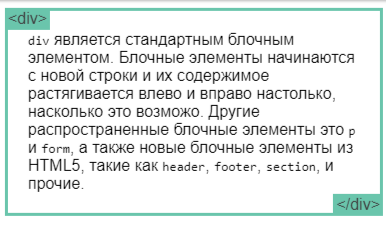 <div>
div является стандартным блочным
элементом. Блочные элементы начинаются
с новой строки и их содержимое
растягивается влево и вправо настолько,
насколько это возможо. Другие
распространенные блочные элементы это p
и form, а также новые блочные элементы из
HTML5, такие как header, footer, section, и
прочие.
</div>